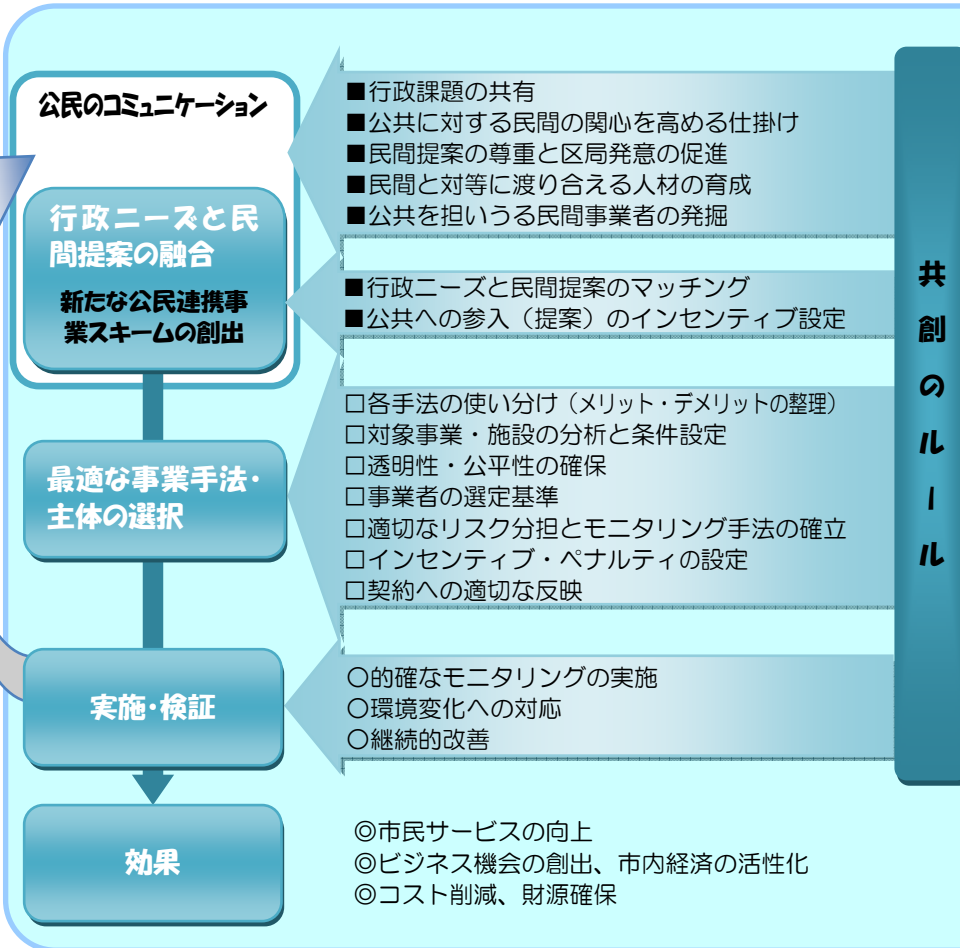 公民のコミュニケーション
行政ニーズと民
間提案の融合
新たな公民連携事
業スキームの創出
■行政課題の共有
■公共に対する民間の関心を高める仕掛け
■民間提案の尊重と区局発意の促進
■民間と対等に渡り合える人材の育成
■公共を担いうる民間事業者の発掘
■行政ニーズと民間提案のマッチング
■公共への参入（提案）のインセンティブ設定
最適な事業手法・
主体の選択
□各手法の使い分け（メリット・デメリットの整理）
□対象事業・施設の分析と条件設定
□透明性・公平性の確保
□事業者の選定基準
□適切なリスク分担とモニタリング手法の確立
□インセンティブ・ペナルティの設定
□契約への適切な反映
実施・検証
○的確なモニタリングの実施
○環境変化への対応
○継続的改善
効果
◎市民サービスの向上
◎ビジネス機会の創出、市内経済の活性化
◎コスト削減、財源確保
共創のルール